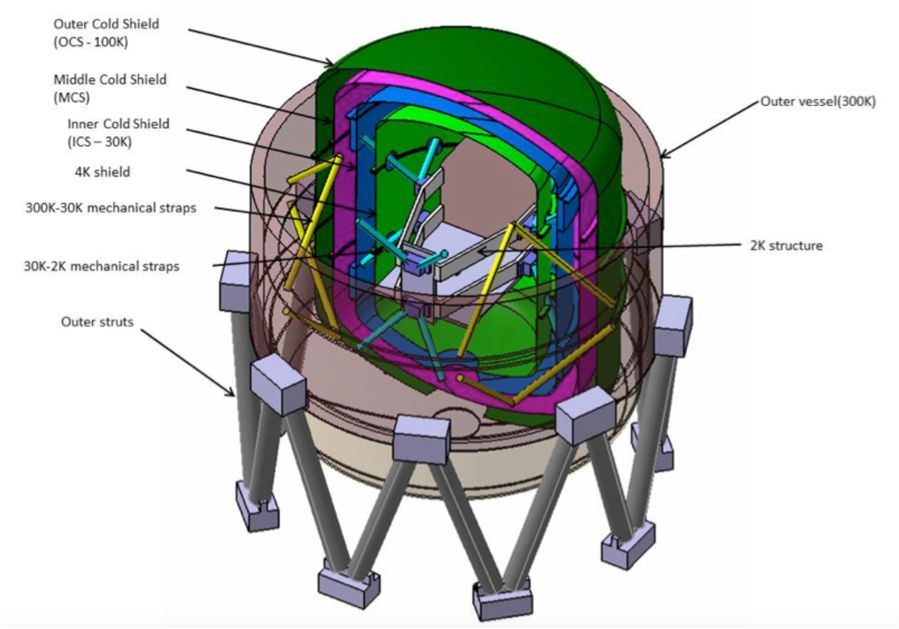 Outer Cold Shield
(OCS - 100K)
Middle Cold Shield
(MCS)
Inner Cold Shield
(ICS – 30K)
4K shield
300K-30K mechanical straps
30K-2K mechanical straps
Outer struts
Outer vessel(300K)
2K structure